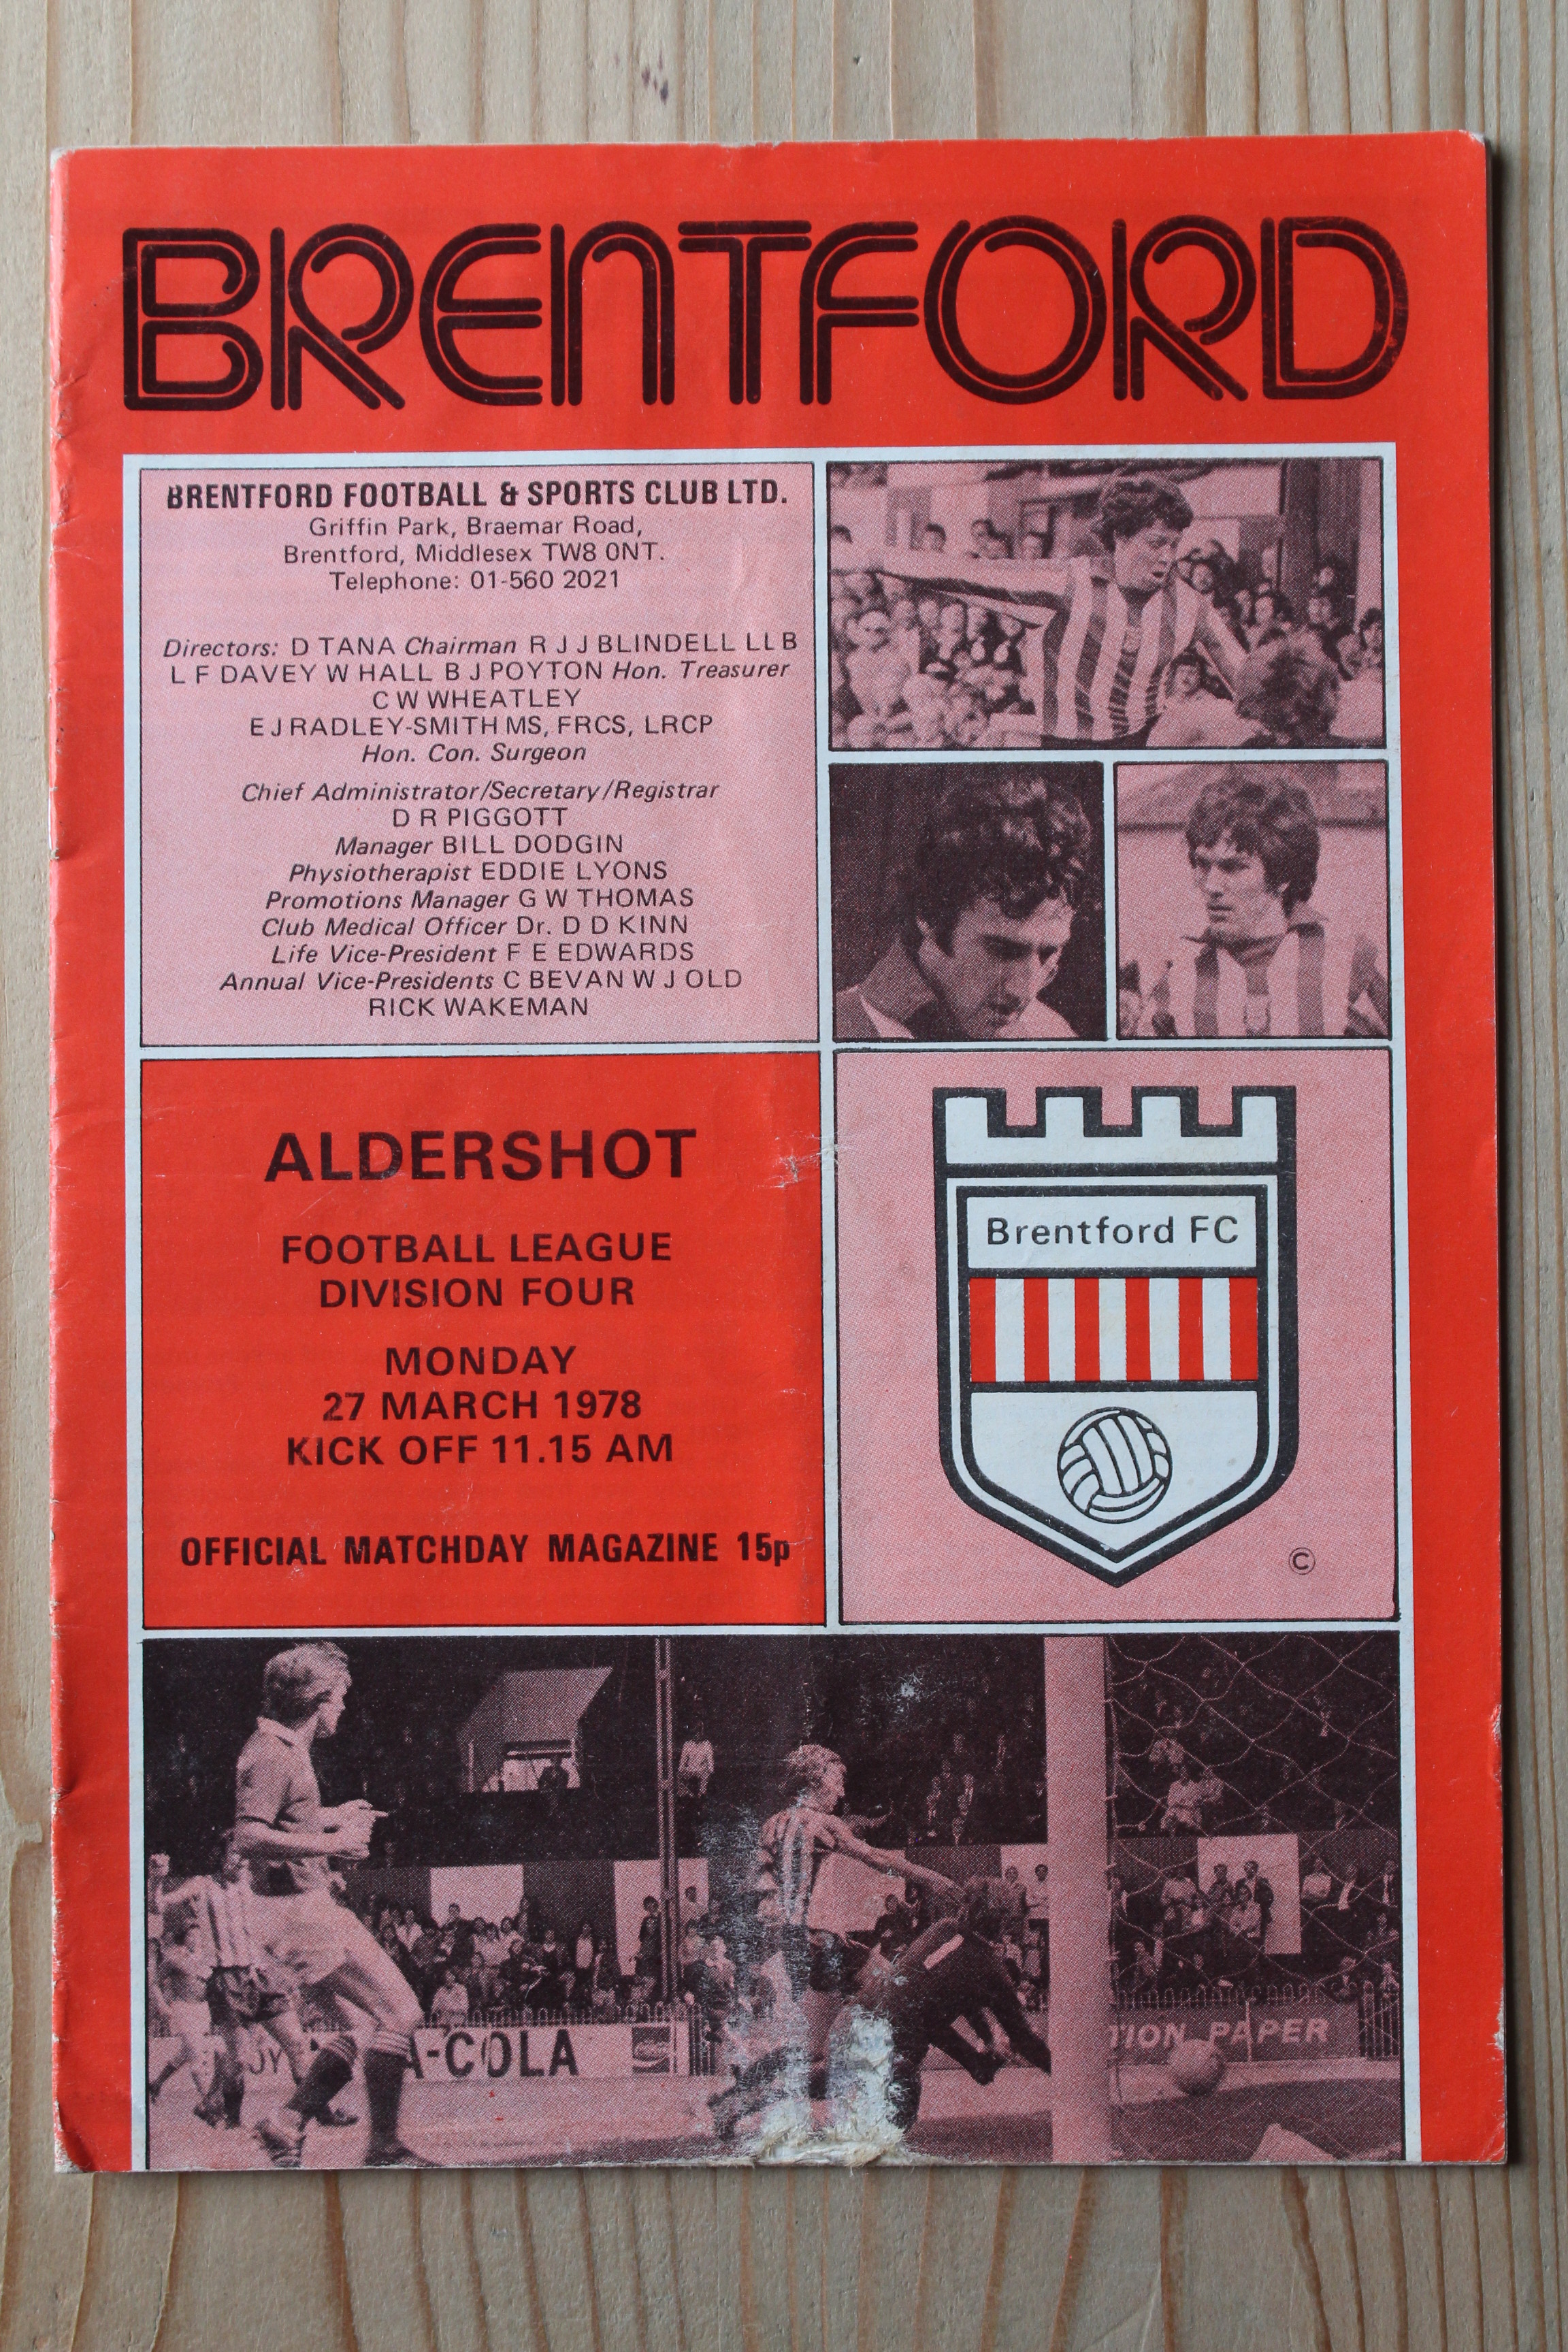 BRENTFORD
BRENTFORD FOOTBALL & SPORTS CLUB LTD.
Griffin Park, Braemar Road,
Brentford, Middlesex TW8 0NT.
Telephone: 01-560 2021
Directors: D TANA Chairman R J J BLINDELL LL B
L F DAVEY W HALL B J POYTON Hon. Treasurer
C W WHEATLEY
E J RADLEY-SMITH MS, FRCS, LRCP
Hon. Con. Surgeon
Chief Administrator/Secretary/Registrar
D R PIGGOTT
Manager BILL DODGIN
Physiotherapist EDDIE LYONS
Promotions Manager G W THOMAS
Club Medical Officer Dr. D D KINN
Life Vice-President F E EDWARDS
Annual Vice-Presidents C BEVAN W J OLD
RICK WAKEMAN
ALDERSHOT
FOOTBALL LEAGUE
DIVISION FOUR
MONDAY
27 MARCH 1978
KICK OFF 11.15 AM
OFFICIAL MATCHDAY MAGAZINE 15p
Brentford FC
©
A-COLA
TION PAPER